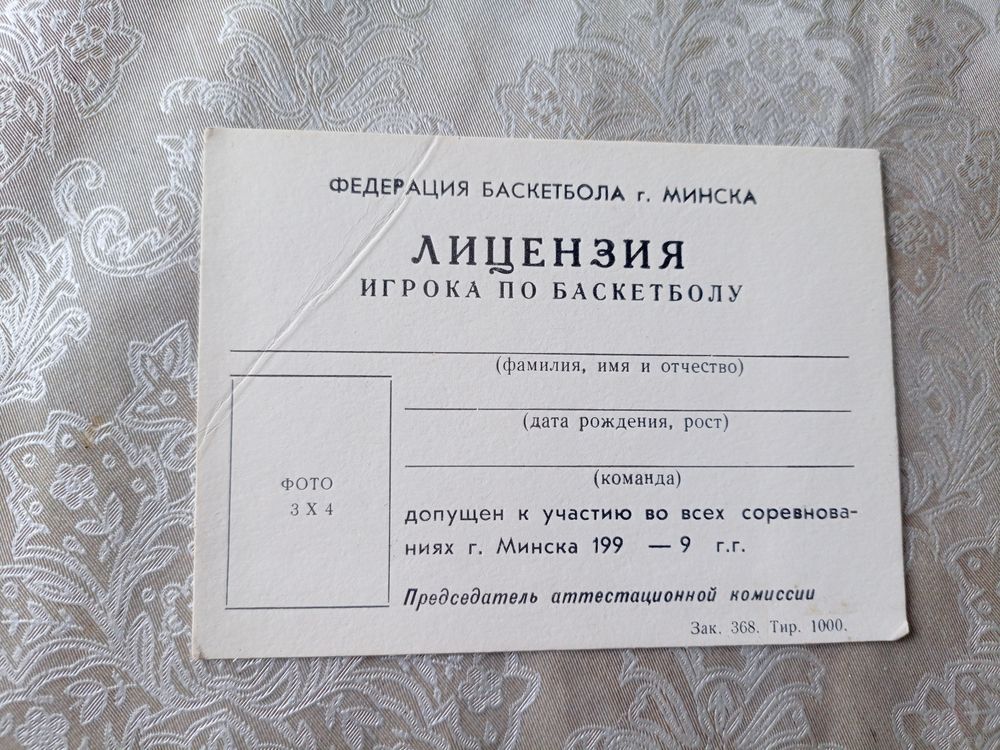 ФЕДЕРАЦИЯ БАСКЕТБОЛА г. МИНСКА
ЛИЦЕНЗИЯ
ИГРОКА ПО БАСКЕТБОЛУ
(фамилия, имя и отчество)
(дата рождения, рост)
(команда)
ФОТО
3 X 4
допущен к участию во всех соревнова-
ниях г. Минска 199 — 9 г.г.
Председатель аттестационной комиссии
Зак. 368. Тир. 1000.